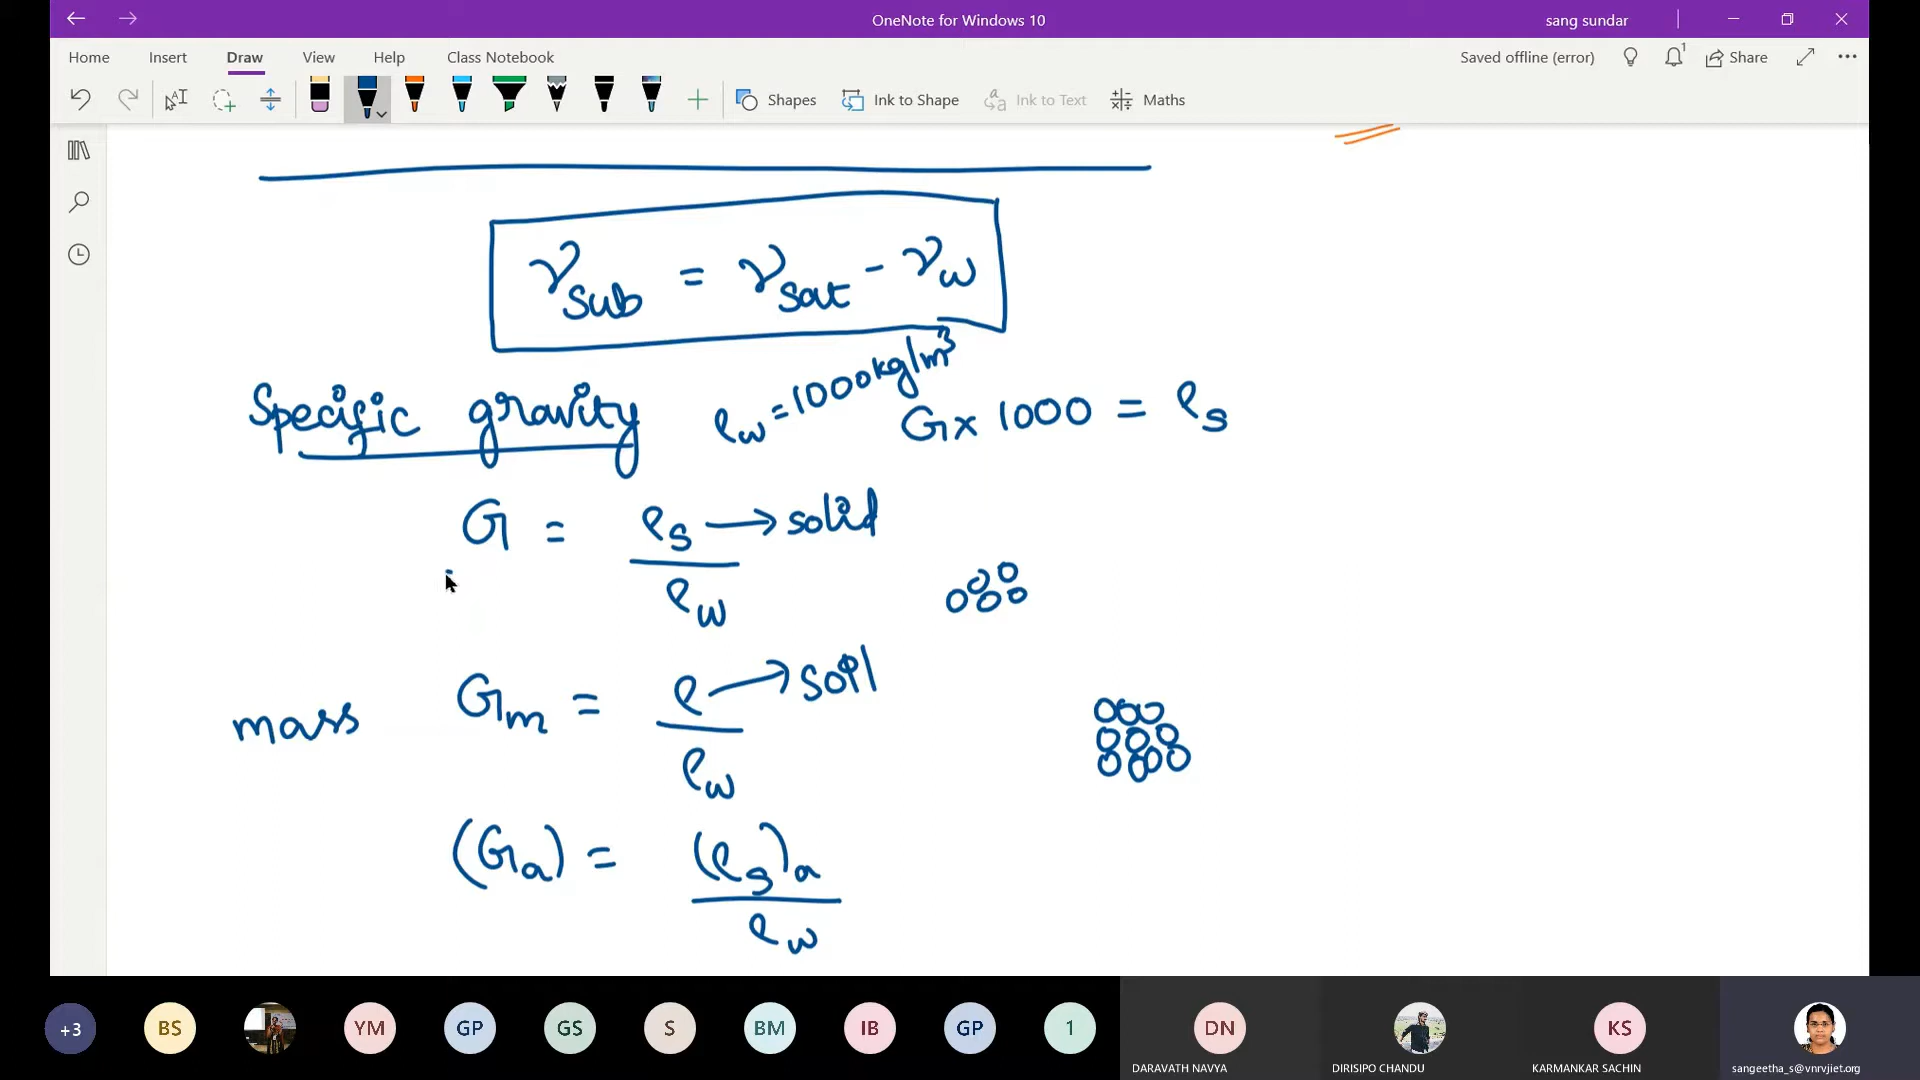 OneNote for Windows 10
sang sundar
Home Insert Draw View Help Class Notebook
Saved offline (error) 1 Share
Shapes Ink to Shape Ink to Text Maths
γsub = γsat - γw
Specific gravity ρw = 1000kg/m³ G x 1000 = ρs
G = ρs/ρw → solid
mass Gm = ρ/ρw → soil
(Ga) = (ρs)a/ρw
+3 BS YM GP GS S BM IB GP 1 DN KS
DARAVATH NAVYA DIRISIPO CHANDU KARMANKAR SACHIN sangeetha_s@vnrvjiet.org